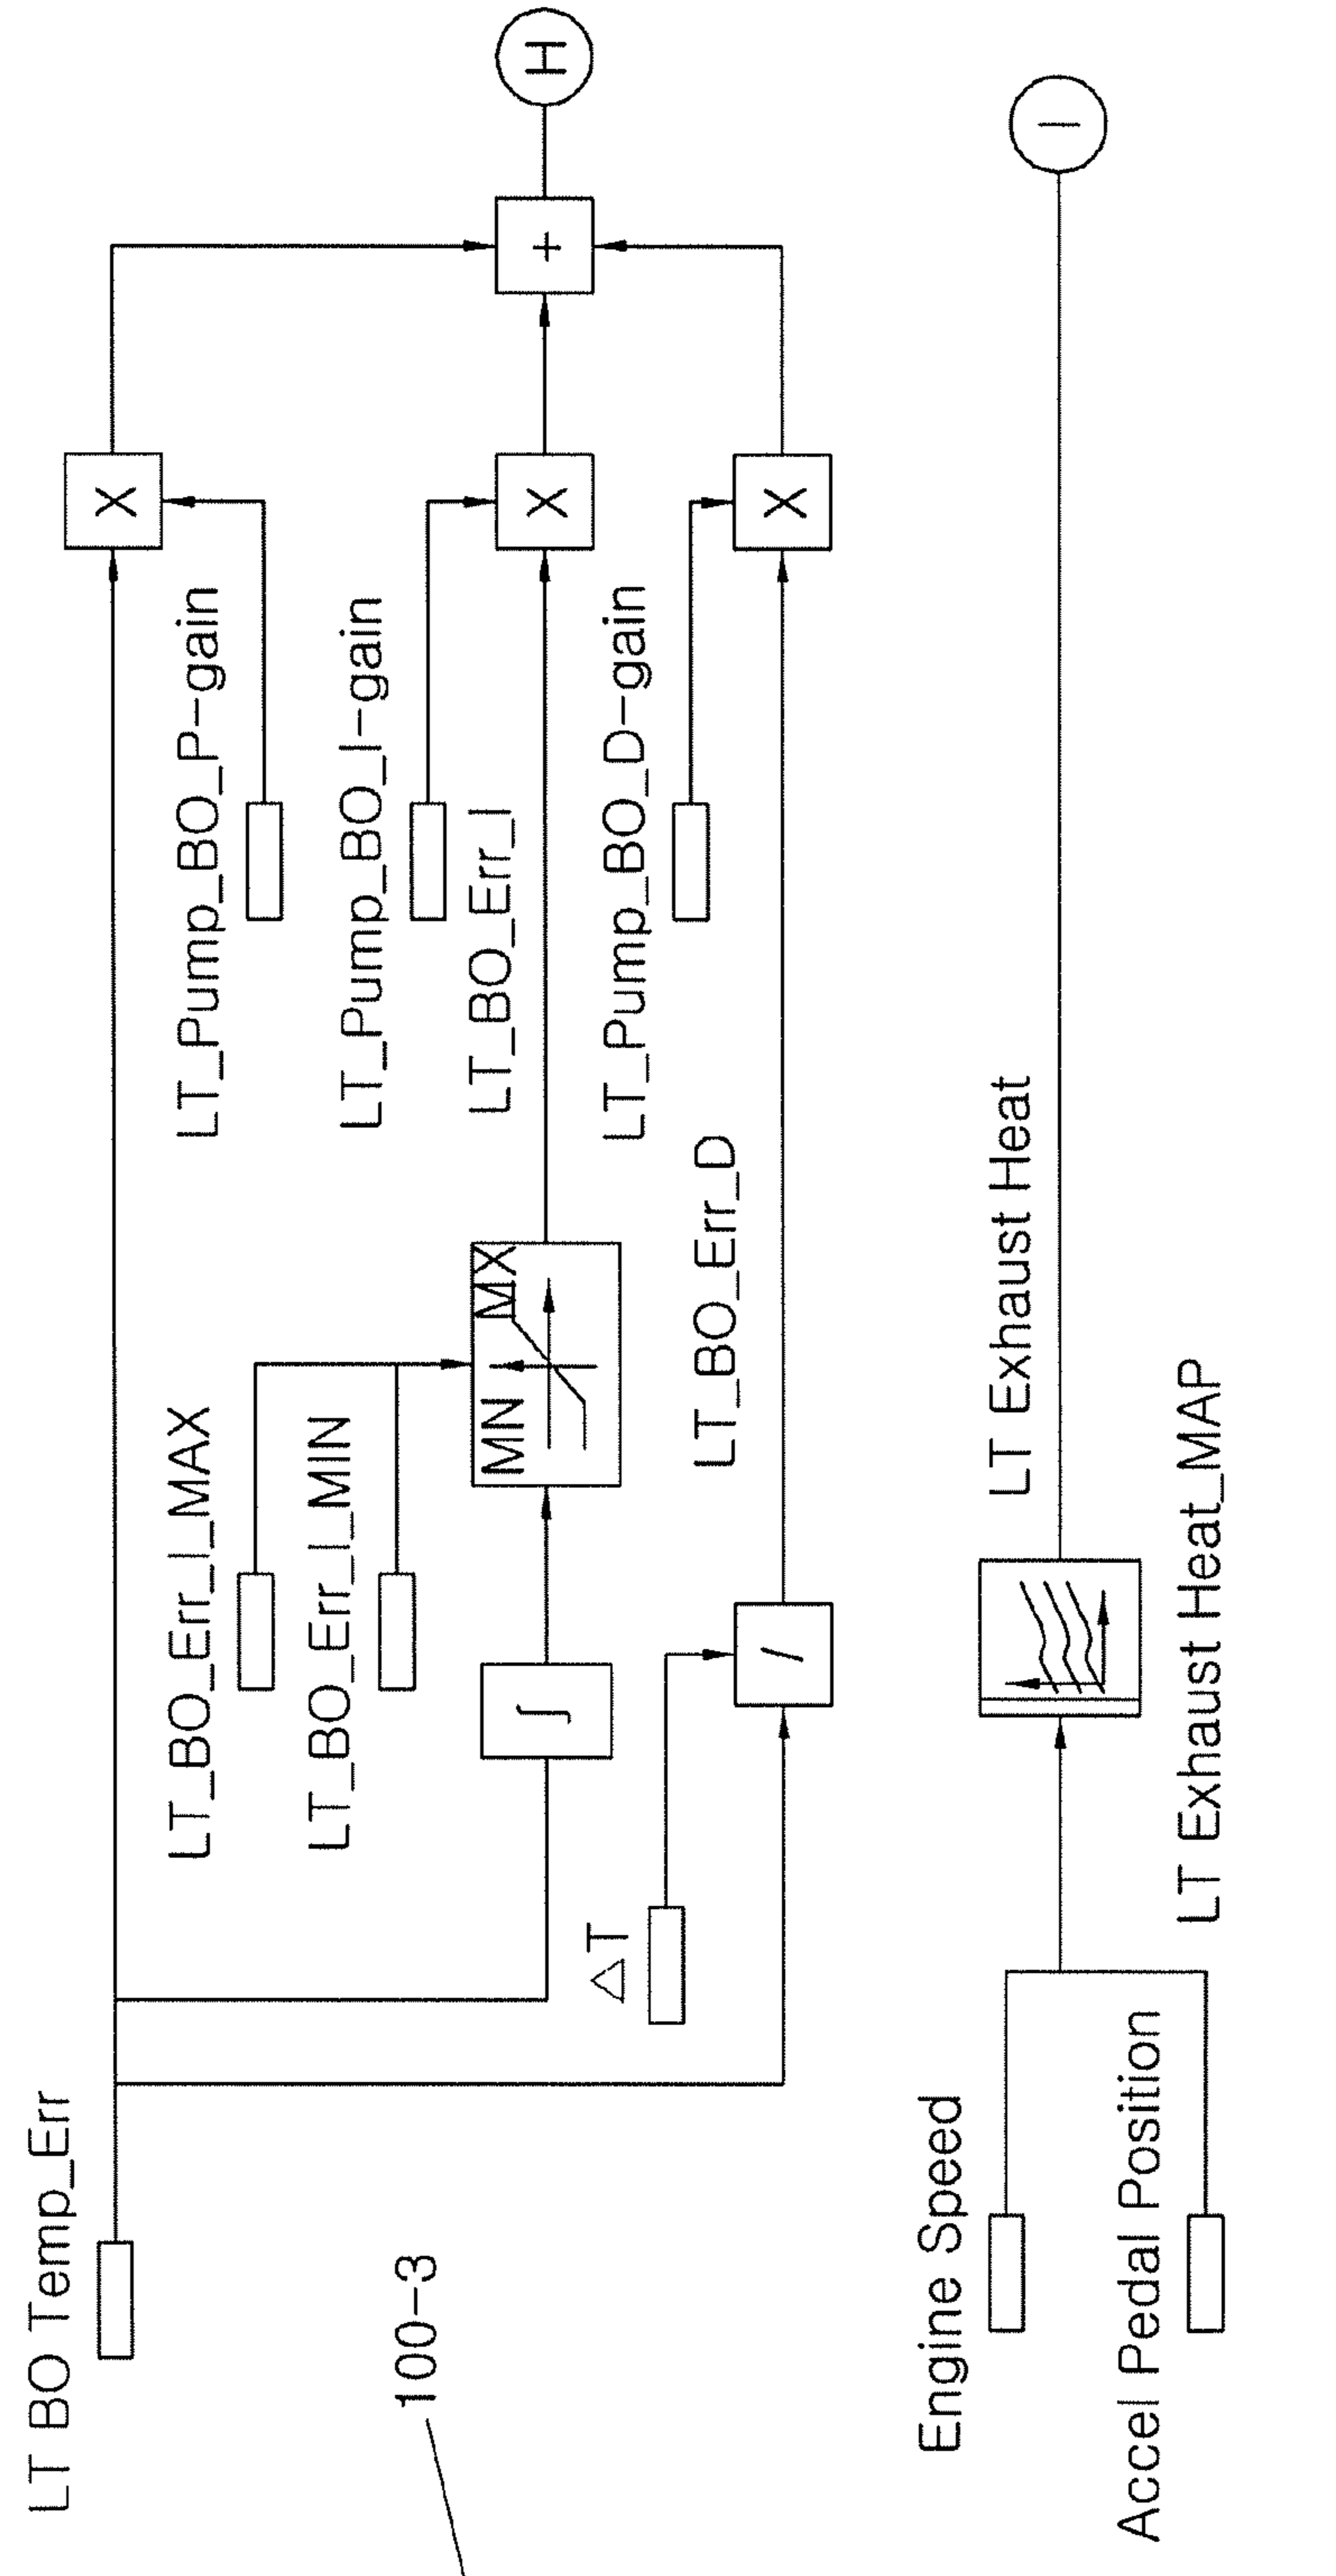 LT BO Temp_Err
LT_BO_Err_I_MAX
LT_BO_Err_I_MIN
LT_Pump_BO_P-gain
X
LT_Pump_BO_I-gain
100-3
∫
MN
MX
LT_BO_Err_I
X
+
H
△T
LT_Pump_BO_D-gain
/
LT_BO_Err_D
X
Engine Speed
LT Exhaust Heat
I
Accel Pedal Position
LT Exhaust Heat_MAP